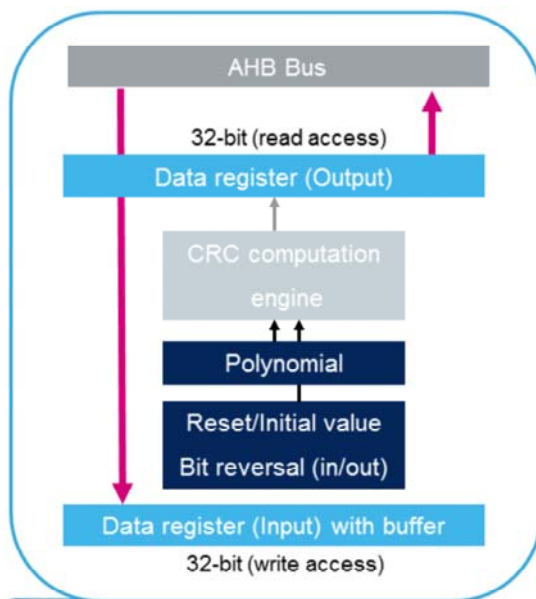 AHB Bus
32-bit (read access)
Data register (Output)
CRC computation
engine
Polynomial
Reset/Initial value
Bit reversal (in/out)
Data register (Input) with buffer
32-bit (write access)